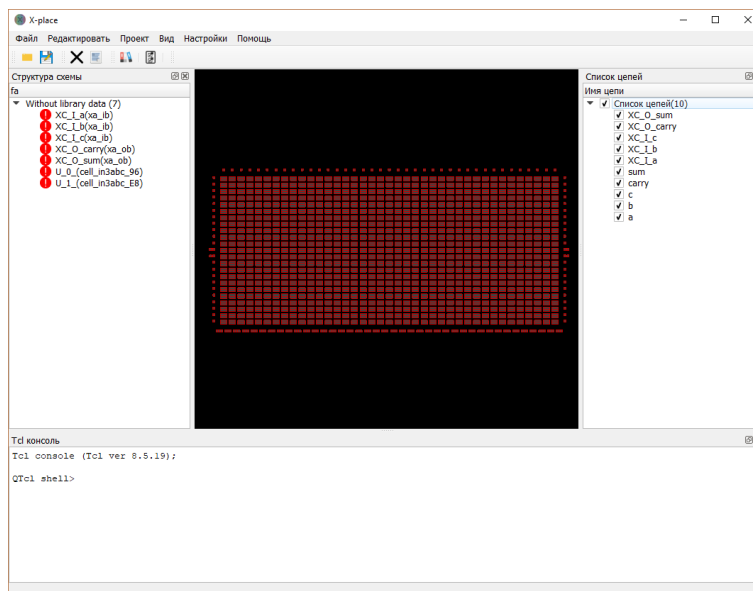 X-place
Файл Редактировать Проект Вид Настройки Помощь
Структура схемы
fa
Without library data (7)
XC_I_a(xa_ib)
XC_I_b(xa_ib)
XC_I_c(xa_ib)
XC_O_carry(xa_ob)
XC_O_sum(xa_ob)
U_0_(cell_in3abc_96)
U_1_(cell_in3abc_E8)
Список цепей
Имя цепи
Список цепей(10)
XC_O_sum
XC_O_carry
XC_I_c
XC_I_b
XC_I_a
sum
carry
c
b
a
Tcl консоль
Tcl console (Tcl ver 8.5.19);
QTcl shell>